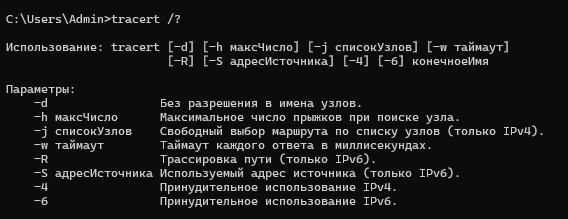 C:\Users\Admin>tracert /?
Использование: tracert [-d] [-h максЧисло] [-j списокУзлов] [-w таймаут]
[-R] [-S адресИсточника] [-4] [-6] конечноеИмя
Параметры:
-d Без разрешения в имена узлов.
-h максЧисло Максимальное число прыжков при поиске узла.
-j списокУзлов Свободный выбор маршрута по списку узлов (только IPv4).
-w таймаут Таймаут каждого ответа в миллисекундах.
-R Трассировка пути (только IPv6).
-S адресИсточника Используемый адрес источника (только IPv6).
-4 Принудительное использование IPv4.
-6 Принудительное использование IPv6.